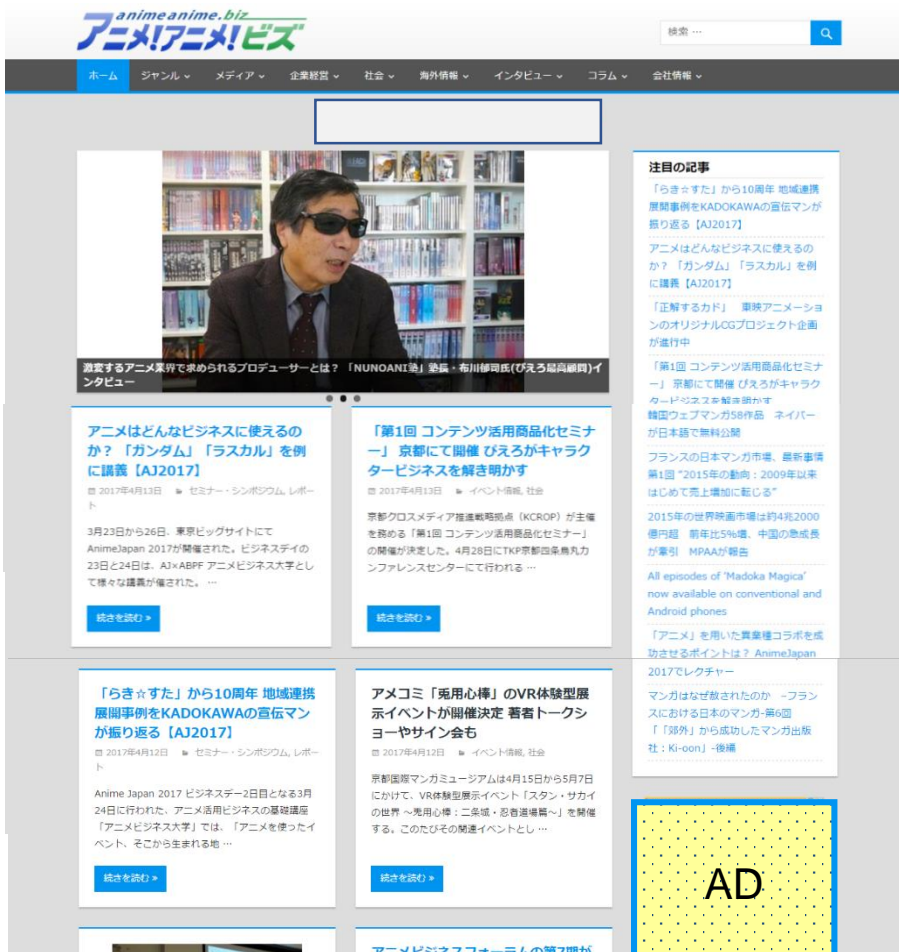 animeanime.biz
アニメ!アニメ!ビズ
検索 …
ホーム ジャンル メディア 企業経営 社会 海外情報 インタビュー コラム 会社情報
激変するアニメ業界で求められるプロデューサーとは？ 「NUNOANI塾」塾長・布川郁司氏(ぴえろ最高顧問)イ
ンタビュー
アニメはどんなビジネスに使えるの
か？ 「ガンダム」「ラスカル」を例
に講義【AJ2017】
2017年4月13日 セミナー・シンポジウム, レポー
ト
3月23日から26日、東京ビッグサイトにて
AnimeJapan 2017が開催された。ビジネスデイの
23日と24日は、AJ×ABPF アニメビジネス大学とし
て様々な講義が催された。 …
続きを読む »
「第1回 コンテンツ活用商品化セミナ
ー」 京都にて開催 ぴえろがキャラク
タービジネスを解き明かす
2017年4月13日 イベント情報, 社会
京都クロスメディア推進戦略拠点（KCROP）が主催
を務める「第1回 コンテンツ活用商品化セミナー」
の開催が決定した。4月28日にTKP京都四条烏丸カ
ンファレンスセンターにて行われる …
続きを読む »
「らき☆すた」から10周年 地域連携
展開事例をKADOKAWAの宣伝マン
が振り返る【AJ2017】
2017年4月12日 セミナー・シンポジウム, レポー
ト
Anime Japan 2017 ビジネスデー2日目となる3月
24日に行われた、アニメ活用ビジネスの基礎講座
「アニメビジネス大学」では、「アニメを使ったイ
ベント、そこから生まれる地 …
続きを読む »
アメコミ「兎用心棒」のVR体験型展
示イベントが開催決定 著者トークシ
ョーやサイン会も
2017年4月12日 イベント情報, 社会
京都国際マンガミュージアムは4月15日から5月7日
にかけて、VR体験型展示イベント「スタン・サカイ
の世界 ～兎用心棒：二条城・忍者道場篇～」を開催
する。このたびその関連イベントとし …
続きを読む »
アニメビジネスフォーラムの第7期が
注目の記事
「らき☆すた」から10周年 地域連携
展開事例をKADOKAWAの宣伝マンが
振り返る【AJ2017】
アニメはどんなビジネスに使えるの
か？ 「ガンダム」「ラスカル」を例
に講義【AJ2017】
「正解するカド」 東映アニメーショ
ンのオリジナルCGプロジェクト企画
が進行中
「第1回 コンテンツ活用商品化セミナ
ー」 京都にて開催 ぴえろがキャラク
タービジネスを解き明かす
韓国ウェブマンガ58作品 ネイバー
が日本語で無料公開
フランスの日本マンガ市場、最新事情
第1回 “2015年の動向：2009年以来
はじめて売上増加に転じる”
2015年の世界映画市場は約4兆2000
億円超 前年比5%増、中国の急成長
が牽引 MPAAが報告
All episodes of ‘Madoka Magica’
now available on conventional and
Android phones
「アニメ」を用いた異業種コラボを成
功させるポイントは？ AnimeJapan
2017でレクチャー
マンガはなぜ赦されたのか －フラン
スにおける日本のマンガ-第6回
「「郊外」から成功したマンガ出版
社：Ki-oon」-後編
AD